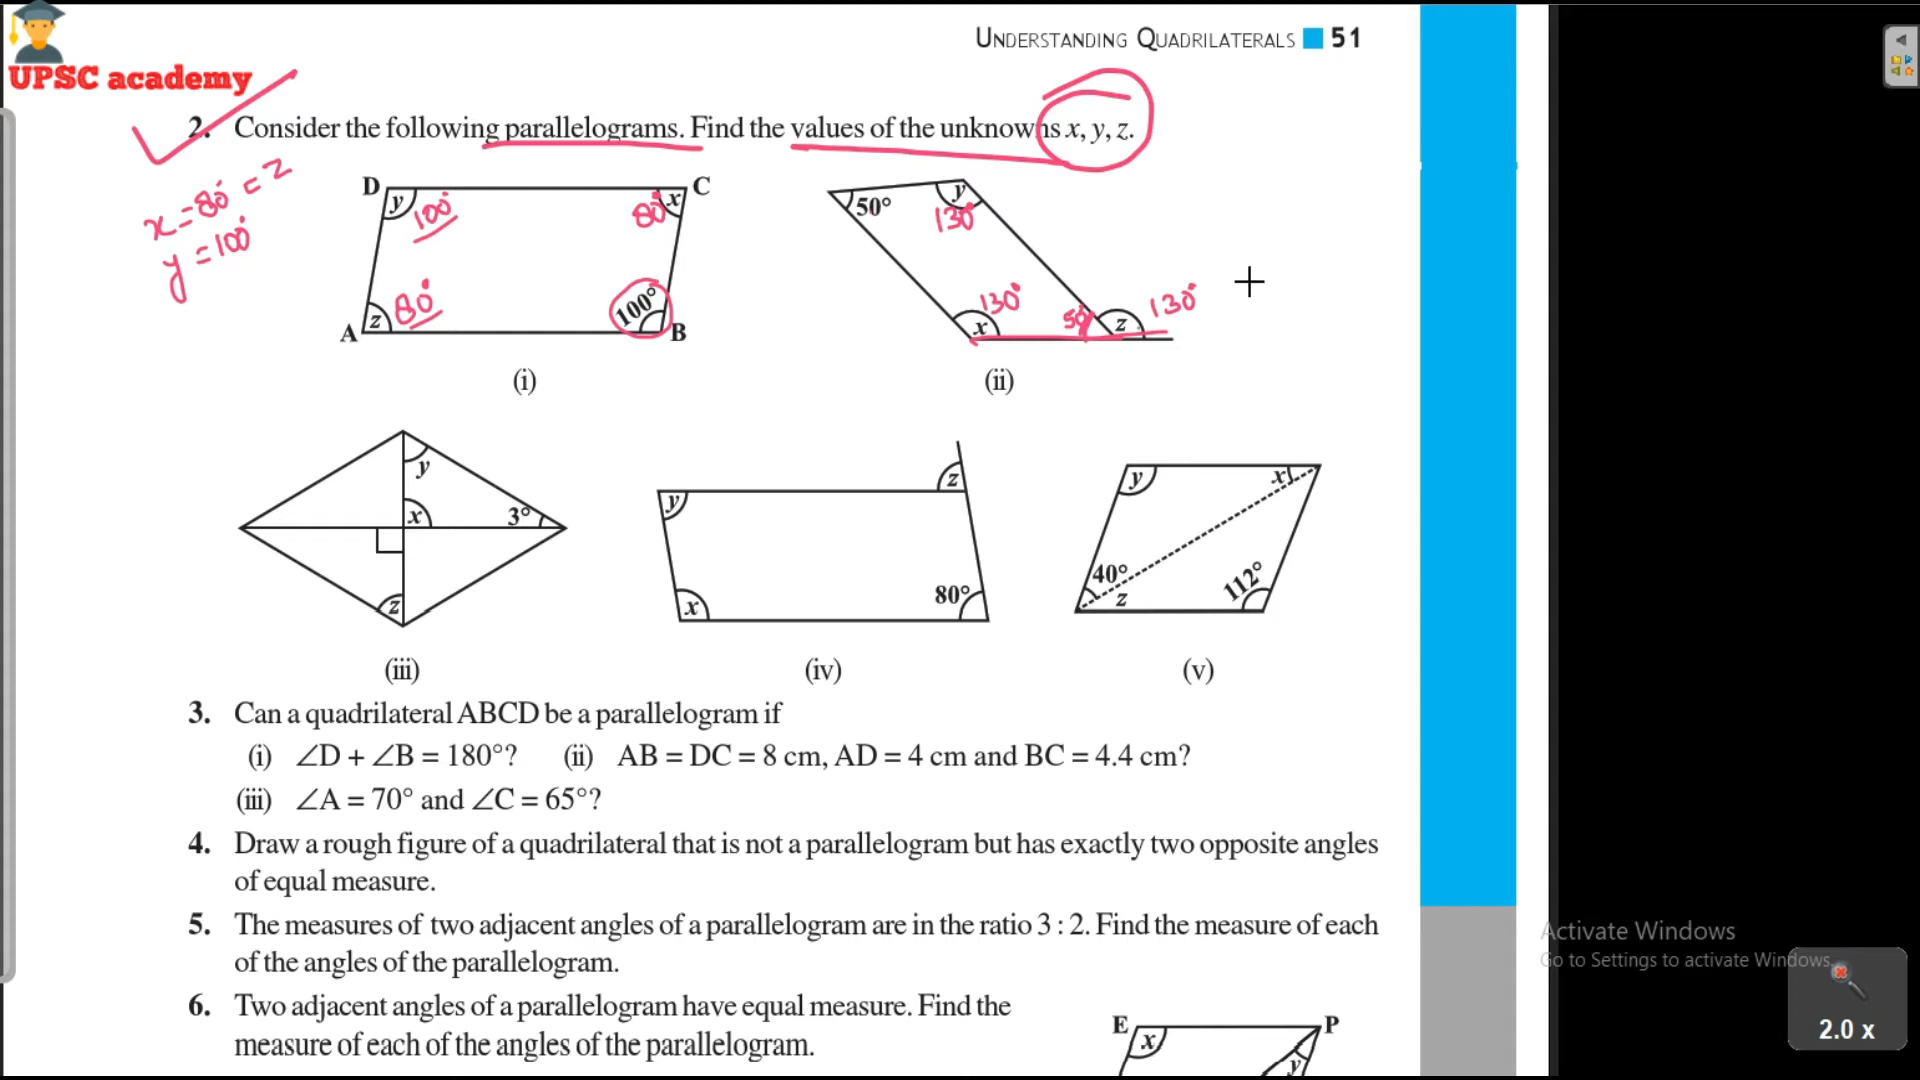 UNDERSTANDING QUADRILATERALS 51
UPSC academy
2. Consider the following parallelograms. Find the values of the unknowns x, y, z.
x = 80° = z
y = 100°
D y 100° 80° x C
A z 80° 100° B
(i)
50° y 130°
130° x 50° z 130°
(ii)
y
x 3°
z
(iii)
z
y
80°
x
(iv)
y x
40° 112°
z
(v)
3. Can a quadrilateral ABCD be a parallelogram if
(i) ∠D + ∠B = 180°? (ii) AB = DC = 8 cm, AD = 4 cm and BC = 4.4 cm?
(iii) ∠A = 70° and ∠C = 65°?
4. Draw a rough figure of a quadrilateral that is not a parallelogram but has exactly two opposite angles
of equal measure.
5. The measures of two adjacent angles of a parallelogram are in the ratio 3 : 2. Find the measure of each
of the angles of the parallelogram.
6. Two adjacent angles of a parallelogram have equal measure. Find the
measure of each of the angles of the parallelogram.
E P
x
y
Activate Windows
Go to Settings to activate Windows.
2.0 x